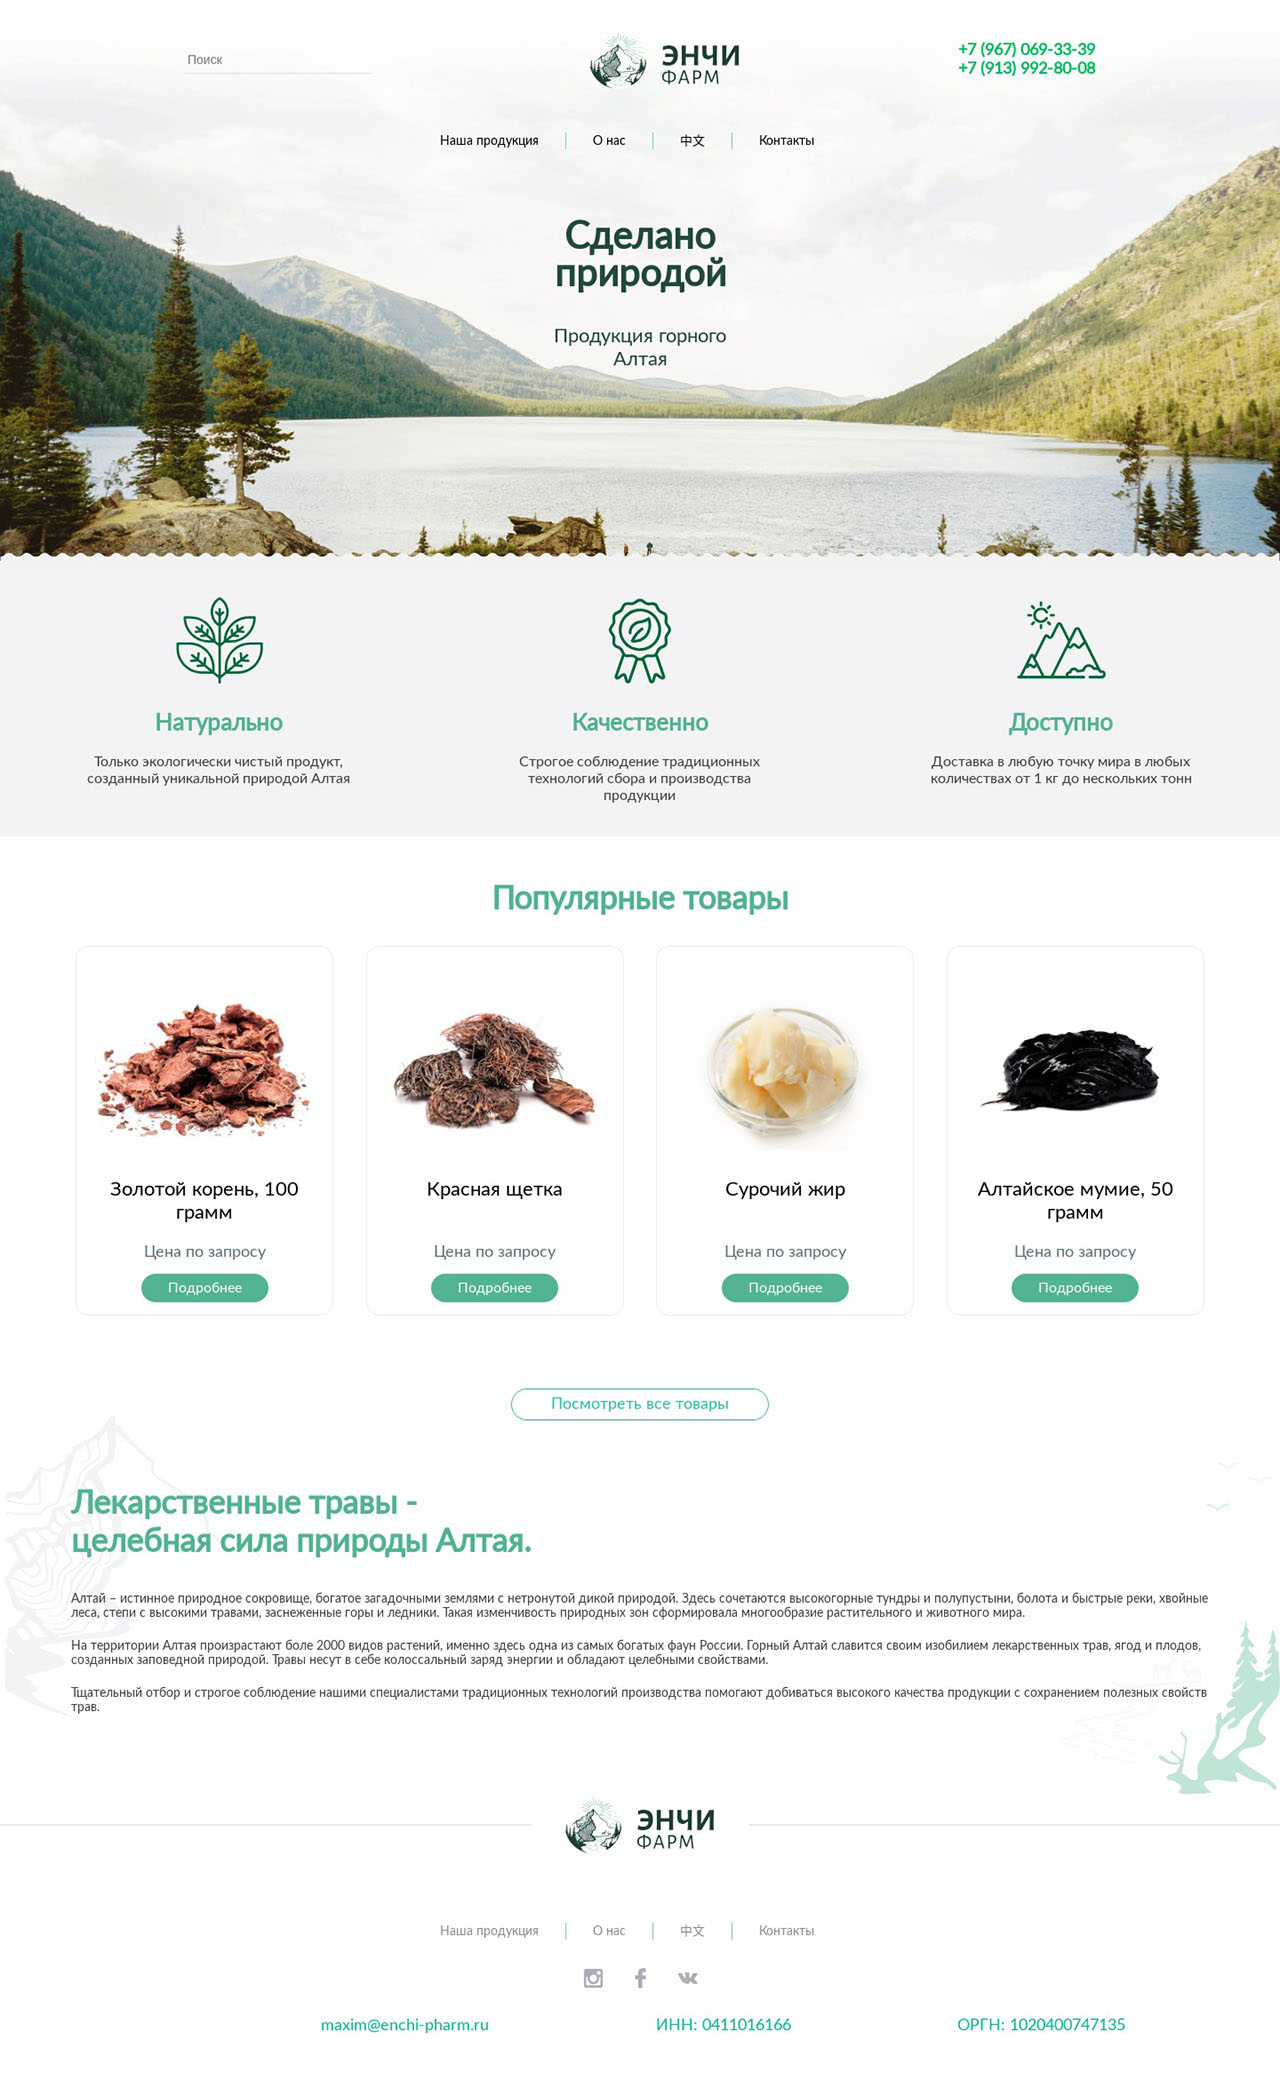 Поиск
ЭНЧИ
ФАРМ
+7 (967) 069-33-39
+7 (913) 992-80-08
Наша продукция
О нас
中文
Контакты
Сделано
природой
Продукция горного
Алтая
Натурально
Только экологически чистый продукт,
созданный уникальной природой Алтая
Качественно
Строгое соблюдение традиционных
технологий сбора и производства
продукции
Доступно
Доставка в любую точку мира в любых
количествах от 1 кг до нескольких тонн
Популярные товары
Золотой корень, 100
грамм
Цена по запросу
Подробнее
Красная щетка
Цена по запросу
Подробнее
Сурочий жир
Цена по запросу
Подробнее
Алтайское мумие, 50
грамм
Цена по запросу
Подробнее
Посмотреть все товары
Лекарственные травы -
целебная сила природы Алтая.
Алтай – истинное природное сокровище, богатое загадочными землями с нетронутой дикой природой. Здесь сочетаются высокогорные тундры и полупустыни, болота и быстрые реки, хвойные
леса, степи с высокими травами, заснеженные горы и ледники. Такая изменчивость природных зон сформировала многообразие растительного и животного мира.
На территории Алтая произрастают боле 2000 видов растений, именно здесь одна из самых богатых фаун России. Горный Алтай славится своим изобилием лекарственных трав, ягод и плодов,
созданных заповедной природой. Травы несут в себе колоссальный заряд энергии и обладают целебными свойствами.
Тщательный отбор и строгое соблюдение нашими специалистами традиционных технологий производства помогают добиваться высокого качества продукции с сохранением полезных свойств
трав.
ЭНЧИ
ФАРМ
Наша продукция
О нас
中文
Контакты
maxim@enchi-pharm.ru
ИНН: 0411016166
ОРГН: 1020400747135